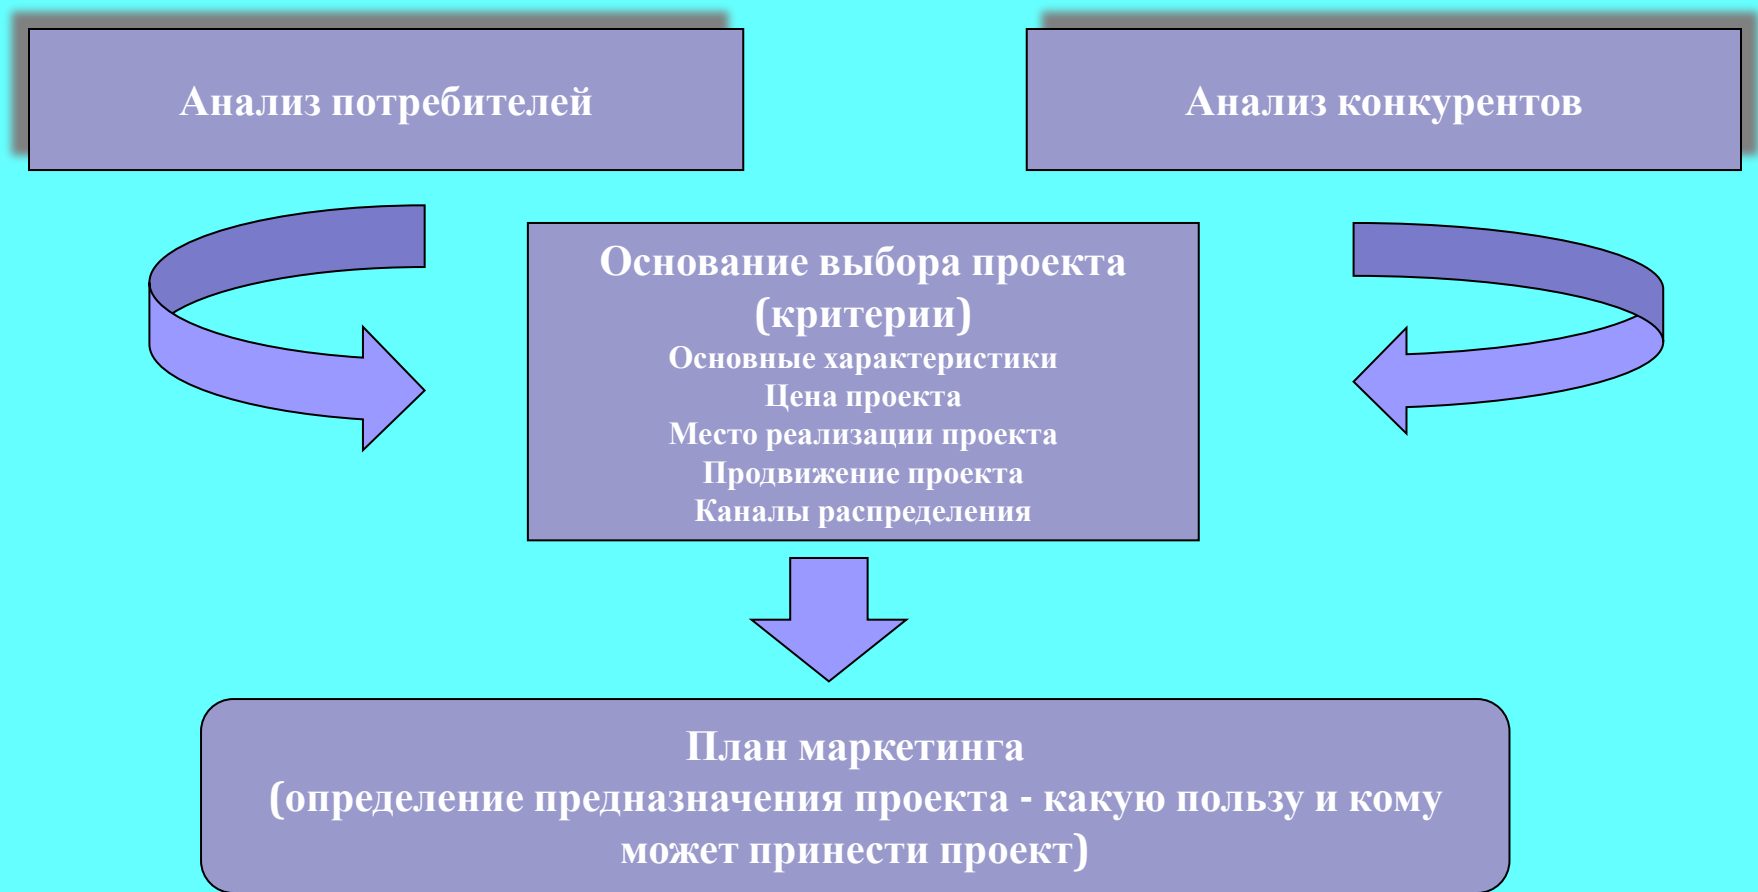 Анализ потребителей
Анализ конкурентов
Основание выбора проекта
(критерии)
Основные характеристики
Цена проекта
Место реализации проекта
Продвижение проекта
Каналы распределения
План маркетинга
(определение предназначения проекта - какую пользу и кому
может принести проект)